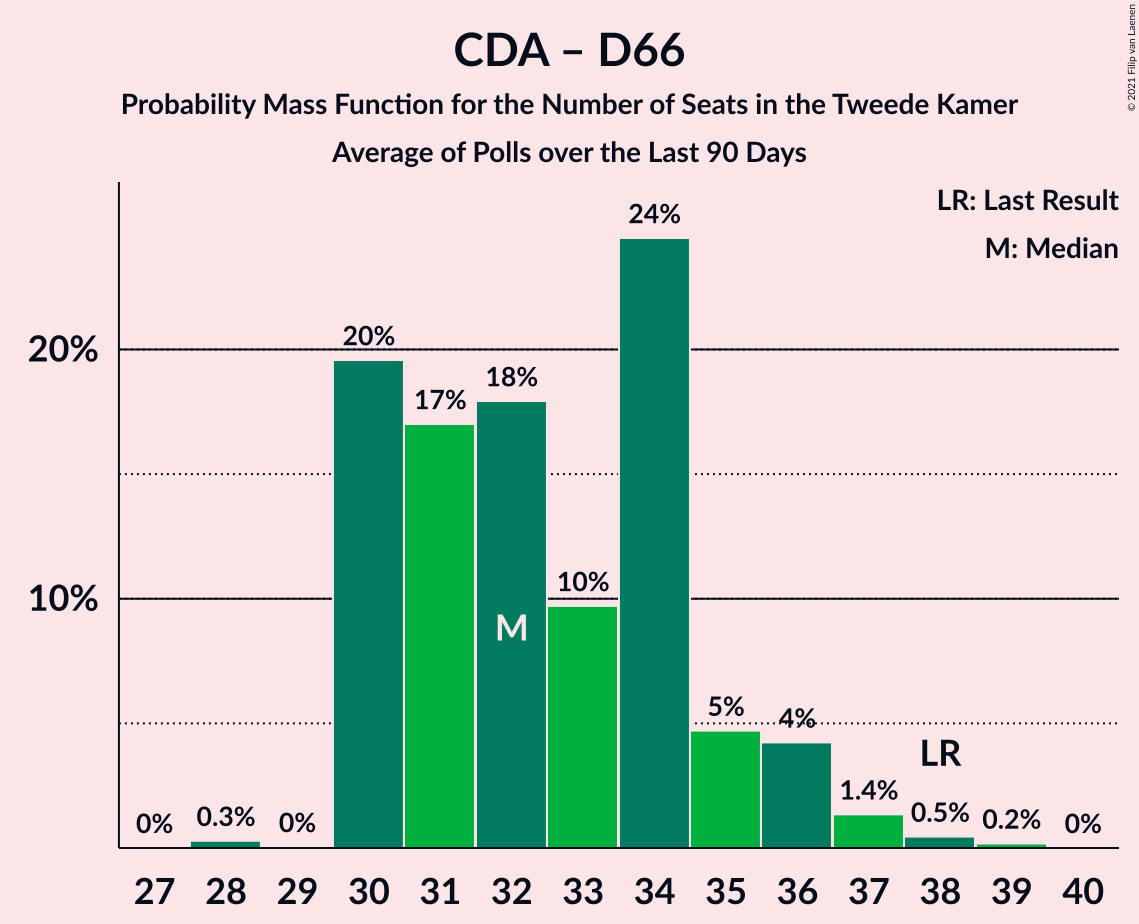 CDA – D66
Probability Mass Function for the Number of Seats in the Tweede Kamer
Average of Polls over the Last 90 Days
© 2021 Filip van Laenen
LR: Last Result
M: Median
20%
10%
0%
0.3%
0%
20%
17%
18%
10%
24%
5%
4%
1.4%
0.5%
0.2%
0%
M
LR
27 28 29 30 31 32 33 34 35 36 37 38 39 40